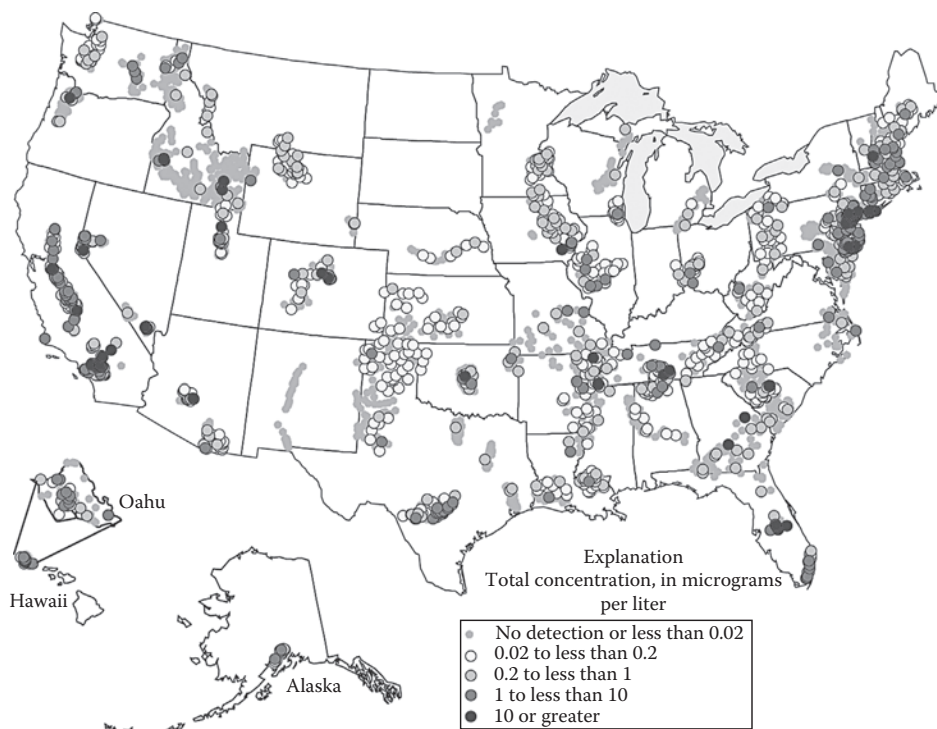 Oahu
Hawaii
Alaska
Explanation
Total concentration, in micrograms
per liter
No detection or less than 0.02
0.02 to less than 0.2
0.2 to less than 1
1 to less than 10
10 or greater